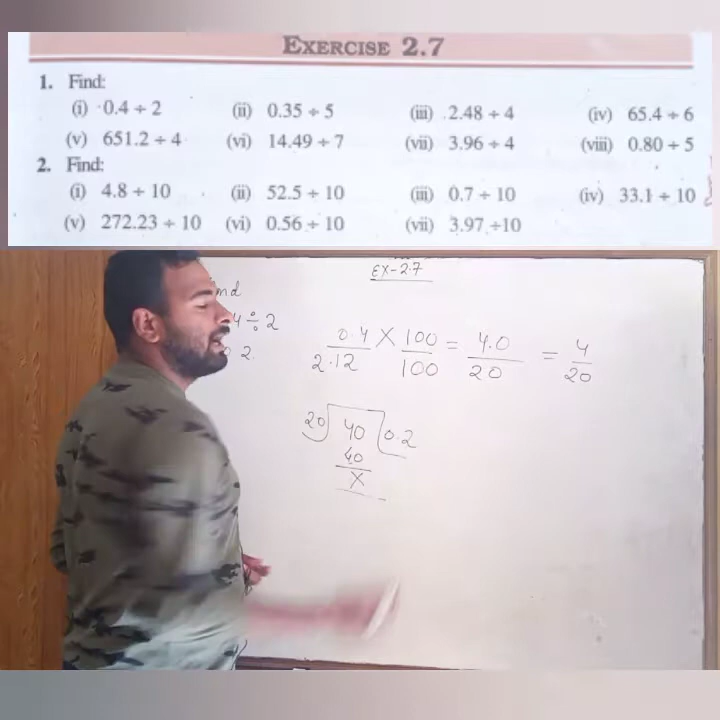 EXERCISE 2.7
1. Find:
(i) 0.4 ÷ 2 (ii) 0.35 ÷ 5 (iii) 2.48 ÷ 4 (iv) 65.4 ÷ 6
(v) 651.2 ÷ 4 (vi) 14.49 ÷ 7 (vii) 3.96 ÷ 4 (viii) 0.80 ÷ 5
2. Find:
(i) 4.8 ÷ 10 (ii) 52.5 ÷ 10 (iii) 0.7 ÷ 10 (iv) 33.1 ÷ 10
(v) 272.23 ÷ 10 (vi) 0.56 ÷ 10 (vii) 3.97 ÷10
EX-2.7
4 ÷ 2
2.
0.4 × 100 = 4.0 = 4
2.12 100 20 20
20 40 0.2
40
×